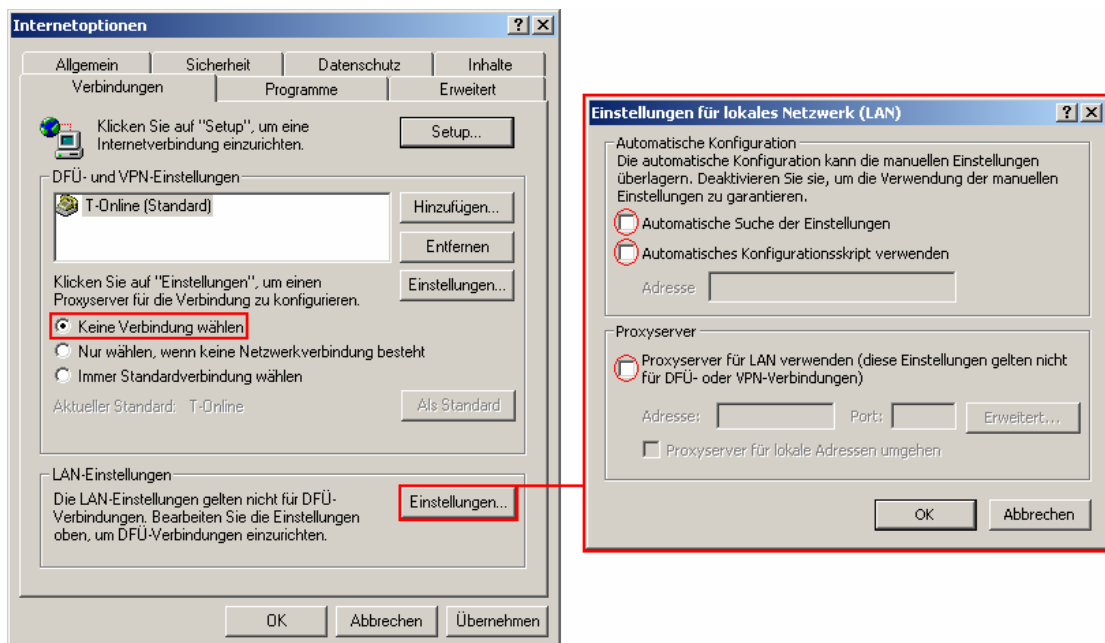 Internetoptionen
Allgemein
Sicherheit
Datenschutz
Inhalte
Verbindungen
Programme
Erweitert
Klicken Sie auf "Setup", um eine
Internetverbindung einzurichten.
Setup...
DFÜ- und VPN-Einstellungen
T-Online (Standard)
Hinzufügen...
Entfernen
Klicken Sie auf "Einstellungen", um einen
Proxyserver für die Verbindung zu konfigurieren.
Einstellungen...
Keine Verbindung wählen
Nur wählen, wenn keine Netzwerkverbindung besteht
Immer Standardverbindung wählen
Aktueller Standard: T-Online
Als Standard
LAN-Einstellungen
Die LAN-Einstellungen gelten nicht für DFÜ-
Verbindungen. Bearbeiten Sie die Einstellungen
oben, um DFÜ-Verbindungen einzurichten.
Einstellungen...
OK
Abbrechen
Übernehmen
Einstellungen für lokales Netzwerk (LAN)
Automatische Konfiguration
Die automatische Konfiguration kann die manuellen Einstellungen
überlagern. Deaktivieren Sie sie, um die Verwendung der manuellen
Einstellungen zu garantieren.
Automatische Suche der Einstellungen
Automatisches Konfigurationsskript verwenden
Adresse
Proxyserver
Proxyserver für LAN verwenden (diese Einstellungen gelten nicht
für DFÜ- oder VPN-Verbindungen)
Adresse:
Port:
Erweitert...
Proxyserver für lokale Adressen umgehen
OK
Abbrechen